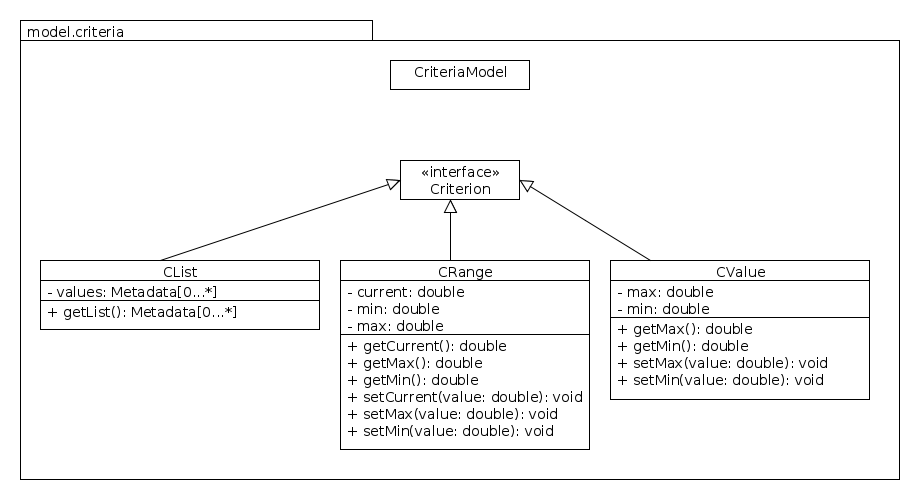 model.criteria
CriteriaModel
«interface»
Criterion
CList
- values: Metadata[0...*]
+ getList(): Metadata[0...*]
CRange
- current: double
- min: double
- max: double
+ getCurrent(): double
+ getMax(): double
+ getMin(): double
+ setCurrent(value: double): void
+ setMax(value: double): void
+ setMin(value: double): void
CValue
- max: double
- min: double
+ getMax(): double
+ getMin(): double
+ setMax(value: double): void
+ setMin(value: double): void